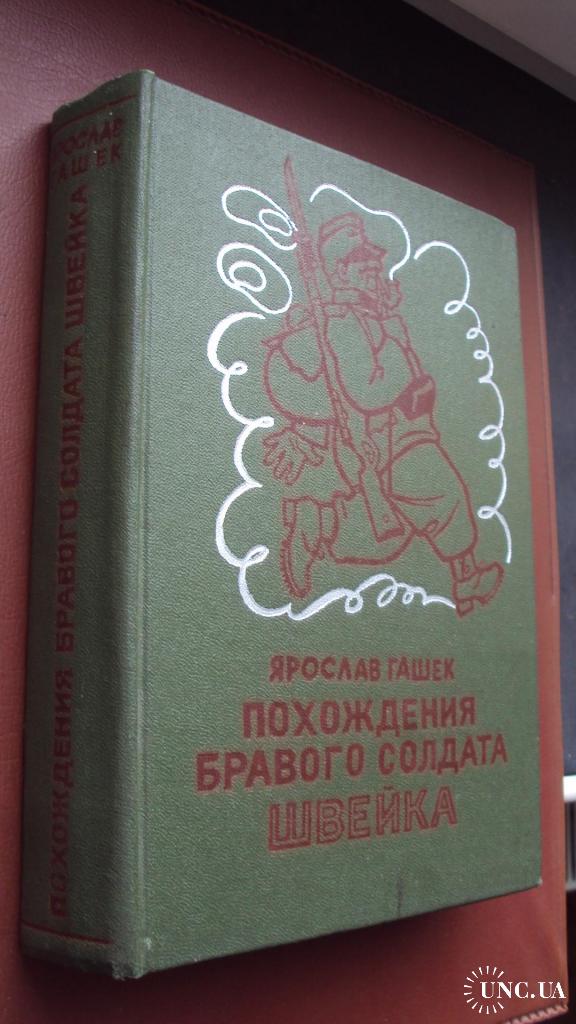 ЯРОСЛАВ
ГАШЕК
ПОХОЖДЕНИЯ БРАВОГО СОЛДАТА ШВЕЙКА
ЯРОСЛАВ ГАШЕК
ПОХОЖДЕНИЯ
БРАВОГО СОЛДАТА
ШВЕЙКА
UNC.UA